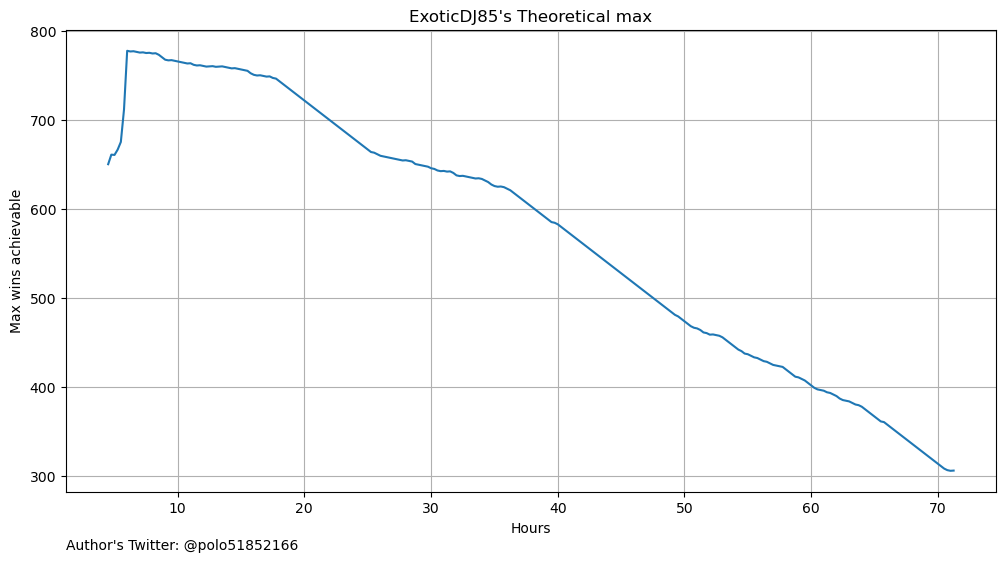 ExoticDJ85's Theoretical max
800
700
600
500
400
300
Max wins achievable
10 20 30 40 50 60 70
Hours
Author's Twitter: @polo51852166